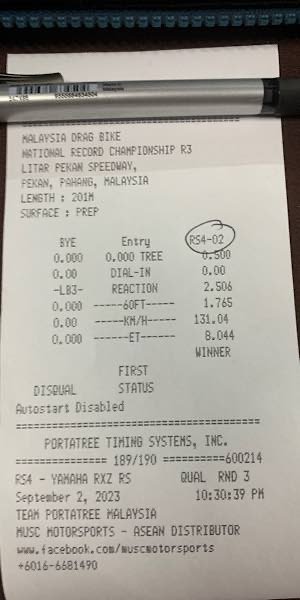 MALAYSIA DRAG BIKE
NATIONAL RECORD CHAMPIONSHIP R3
LITAR PEKAN SPEEDWAY,
PEKAN, PAHANG, MALAYSIA
LENGTH : 201M
SURFACE : PREP
BYE Entry RS4-02
0.000 0.000 TREE 0.500
0.00 DIAL-IN 0.00
-LB3- REACTION 2.506
0.000 ------60FT----- 1.765
0.00 ------KM/H----- 131.04
0.000 ------ET------ 8.044
WINNER
FIRST
DISQUAL STATUS
Autostart Disabled
========================================
PORTATREE TIMING SYSTEMS, INC.
=============== 189/190 ==========600214
RS4 - YAMAHA RXZ RS QUAL RND 3
September 2, 2023 10:30:39 PM
TEAM PORTATREE MALAYSIA
MUSC MOTORSPORTS - ASEAN DISTRIBUTOR
www.facebook.com/muscmotorsports
+6016-6681490